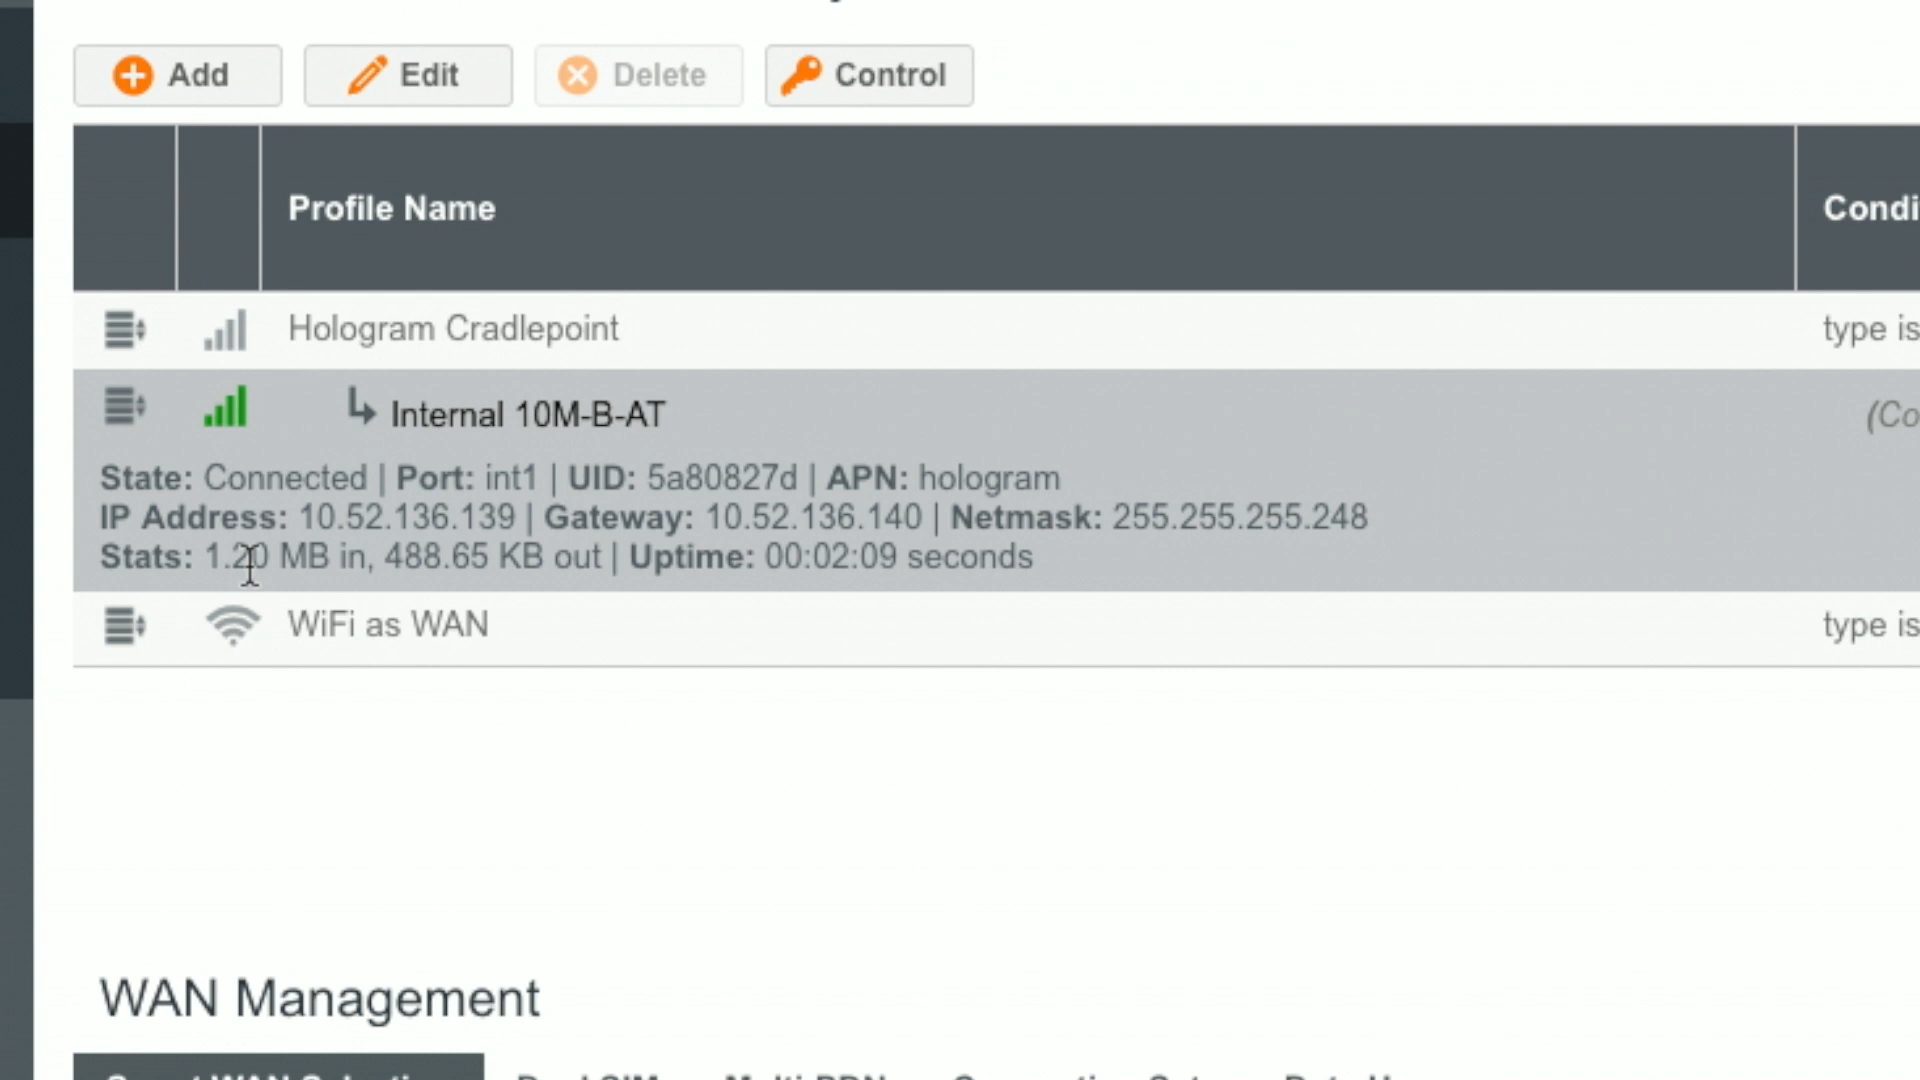 Add Edit Delete Control
Profile Name Condi
Hologram Cradlepoint type is
Internal 10M-B-AT (Co
State: Connected | Port: int1 | UID: 5a80827d | APN: hologram
IP Address: 10.52.136.139 | Gateway: 10.52.136.140 | Netmask: 255.255.255.248
Stats: 1.20 MB in, 488.65 KB out | Uptime: 00:02:09 seconds
WiFi as WAN type is
WAN Management